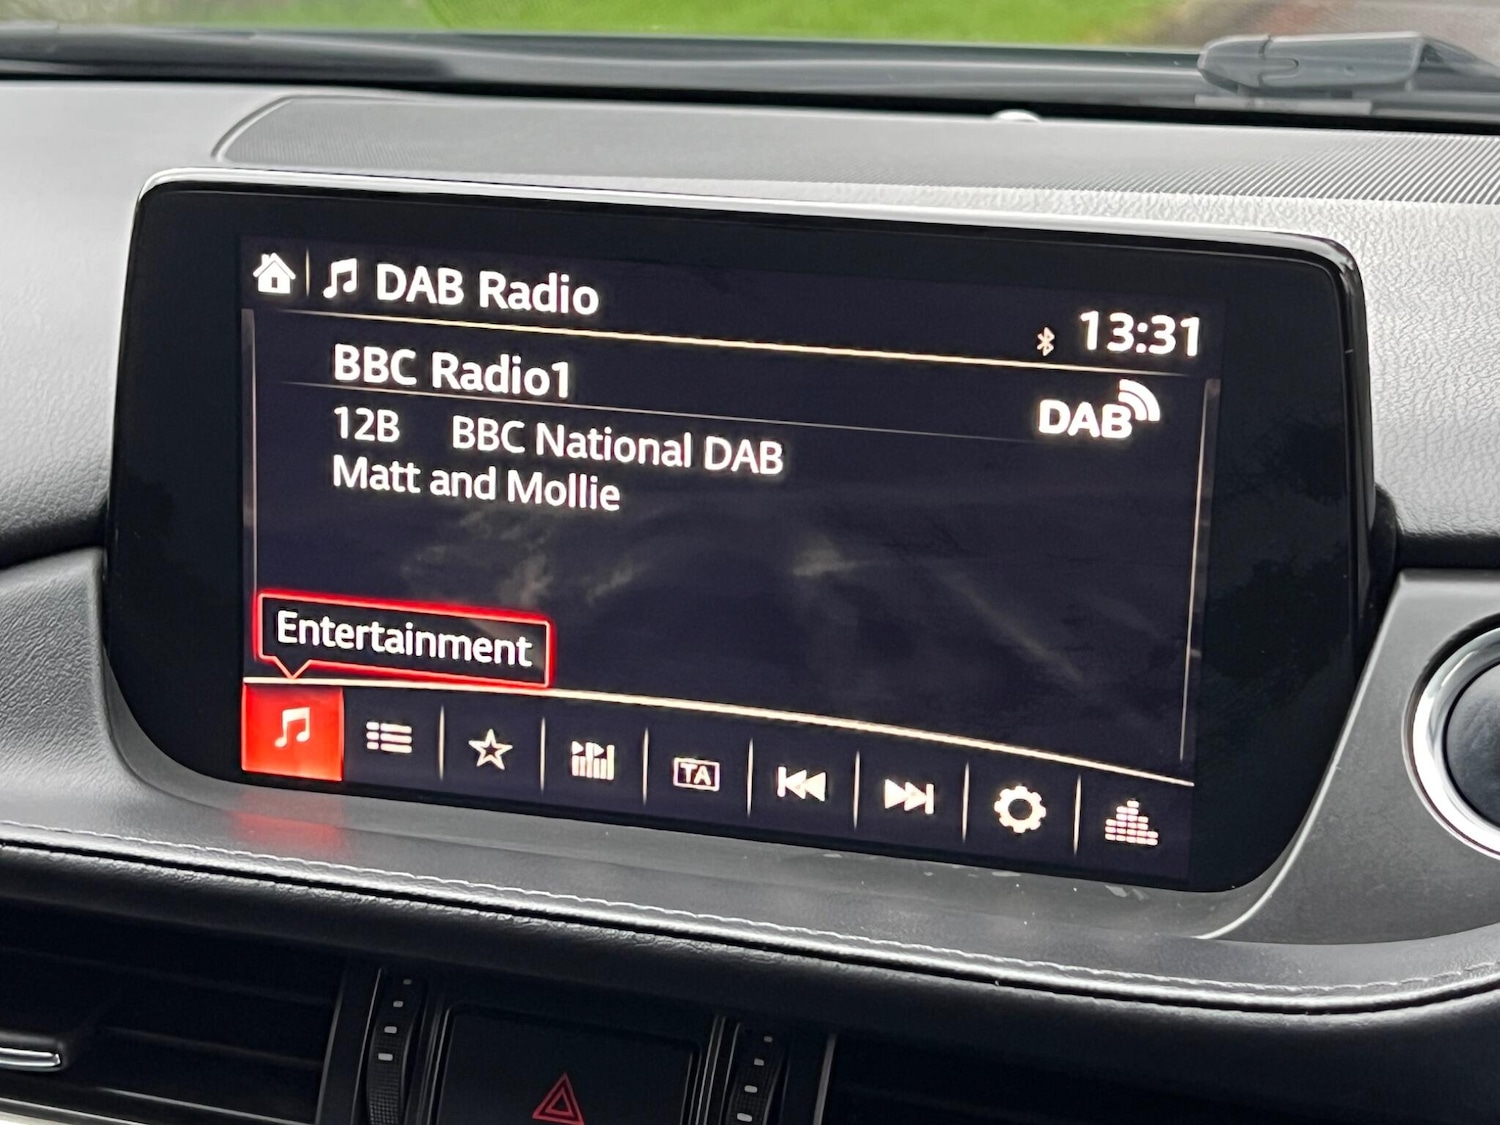 DAB Radio
13:31
BBC Radio1
DAB
12B BBC National DAB
Matt and Mollie
Entertainment
TA